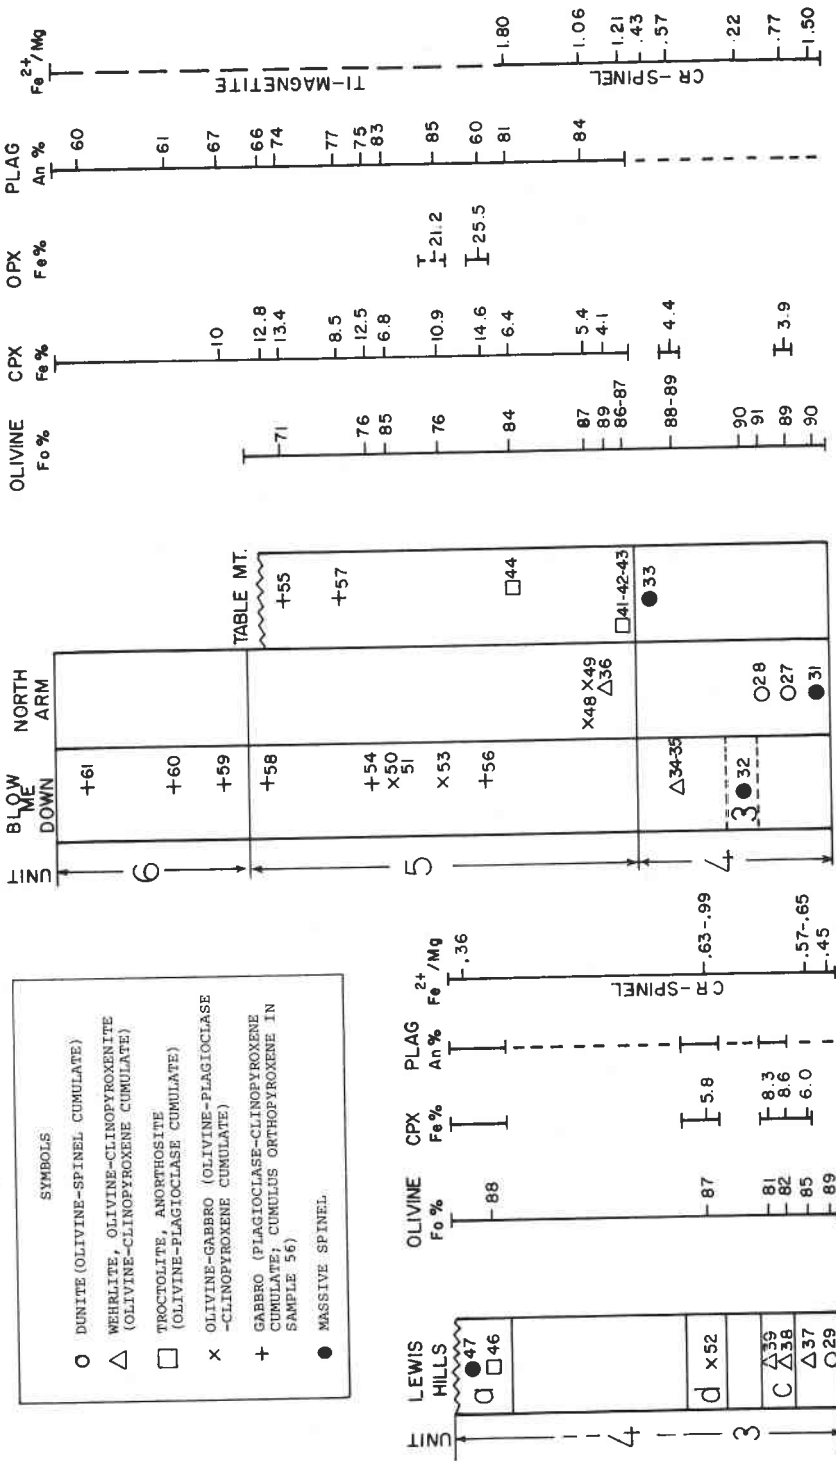 SYMBOLS
O DUNITE (OLIVINE-SPINEL CUMULATE)
△ WEHRLITE, OLIVINE-CLINOPYROXENITE
(OLIVINE-CLINOPYROXENE CUMULATE)
□ TROCTOLITE, ANORTHOSITE
(OLIVINE-PLAGIOCLASE CUMULATE)
x OLIVINE-GABBRO (OLIVINE-PLAGIOCLASE
-CLINOPYROXENE CUMULATE)
+ GABBRO (PLAGIOCLASE-CLINOPYROXENE
CUMULATE; CUMULUS ORTHOPYROXENE IN
SAMPLE 56)
● MASSIVE SPINEL
UNIT
6
5
4
BLOW
ME
DOWN
+61
+60
+59
+58
+54
x50
51
x53
+56
△34-35
3
●32
NORTH
ARM
x48 x49
△36
O28
O27
●31
TABLE MT.
+55
+57
□44
□41-42-43
●33
OLIVINE
Fo %
71
76
85
76
84
87
89
86-87
88-89
90
91
89
90
CPX
Fe %
10
12.8
13.4
8.5
12.5
6.8
10.9
14.6
6.4
5.4
4.1
4.4
3.9
OPX
Fe %
21.2
25.5
PLAG
An %
60
61
67
66
74
77
75
83
85
60
81
84
Fe2+/Mg
TI-MAGNETITE
CR-SPINEL
1.80
1.06
1.21
.43
.57
.22
.77
1.50
UNIT
4
3
LEWIS
HILLS
a
●47
□46
d
x52
c
△39
△38
△37
O29
OLIVINE
Fo %
88
87
81
82
85
89
CPX
Fe %
5.8
8.3
8.6
6.0
PLAG
An %
Fe2+/Mg
CR-SPINEL
.36
.63-.99
.57-.65
.45